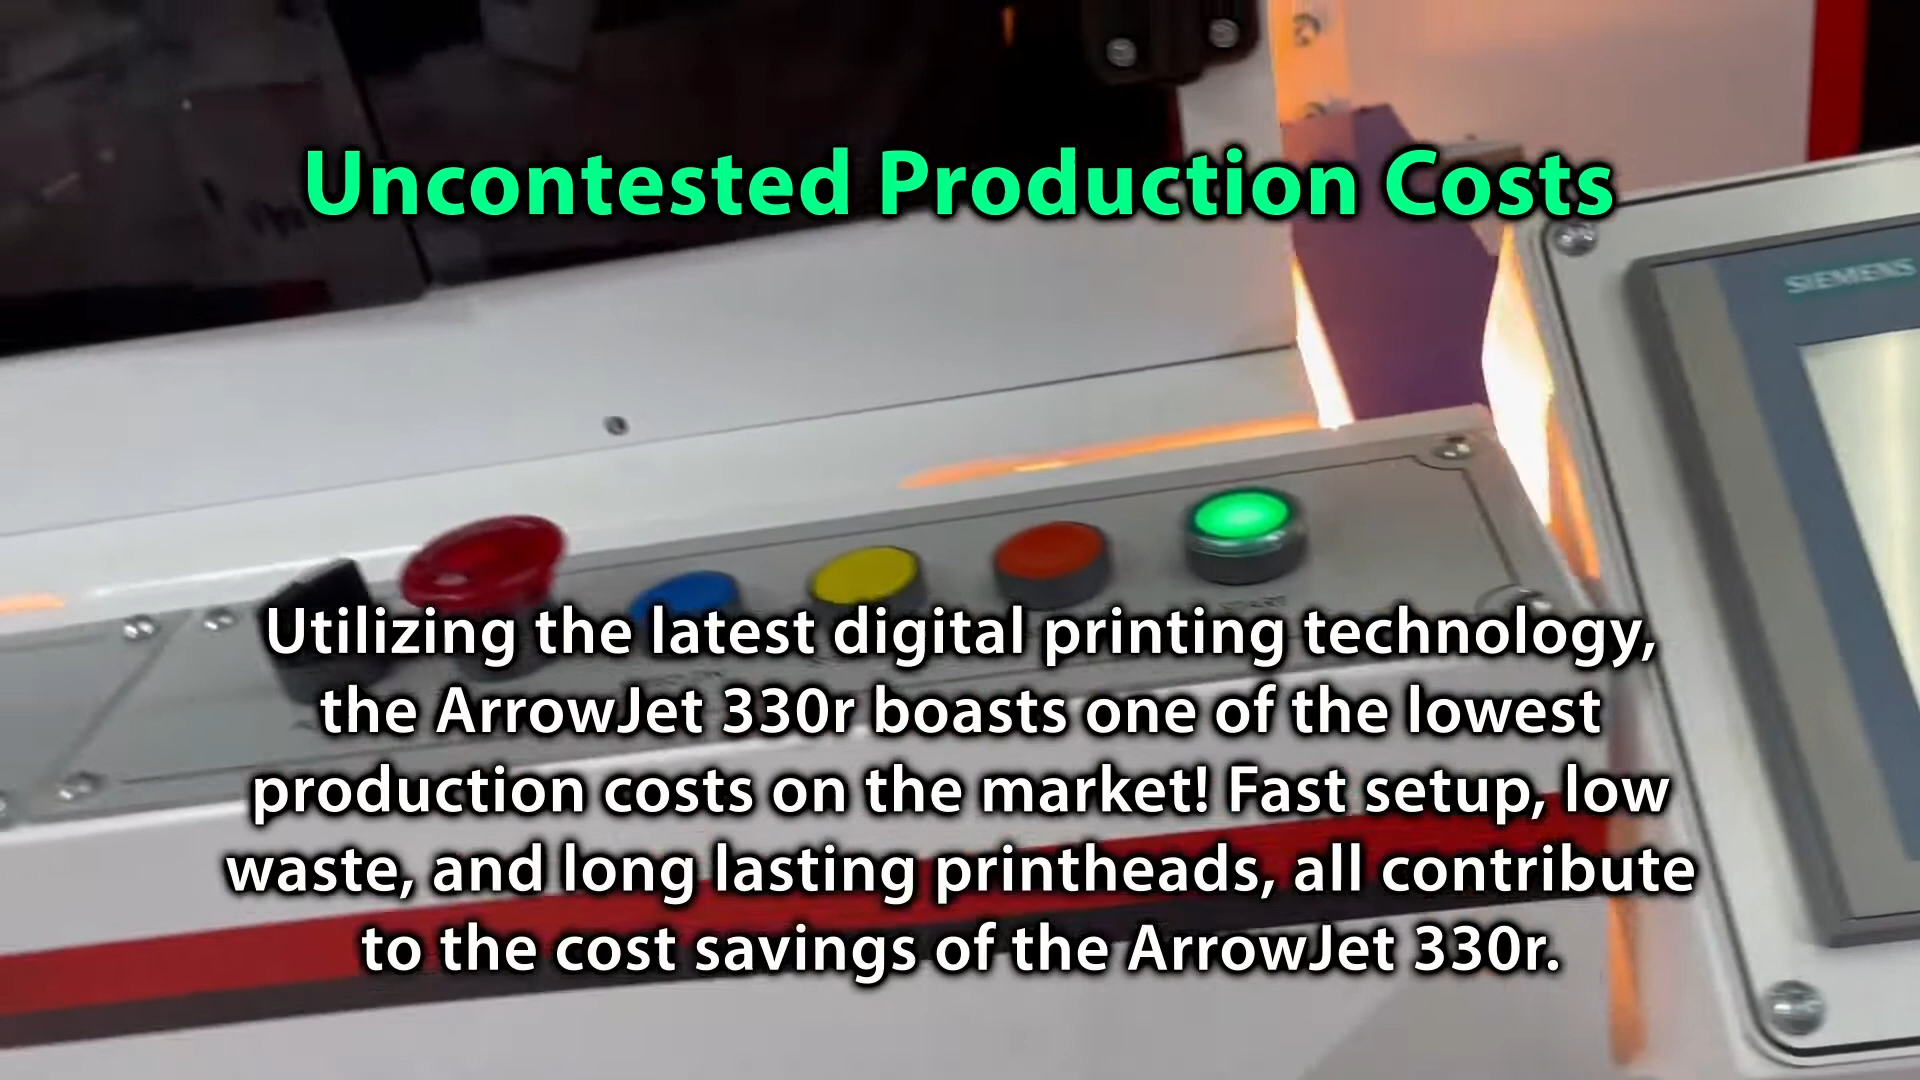 Uncontested Production Costs
SIEMENS
Utilizing the latest digital printing technology,
the ArrowJet 330r boasts one of the lowest
production costs on the market! Fast setup, low
waste, and long lasting printheads, all contribute
to the cost savings of the ArrowJet 330r.